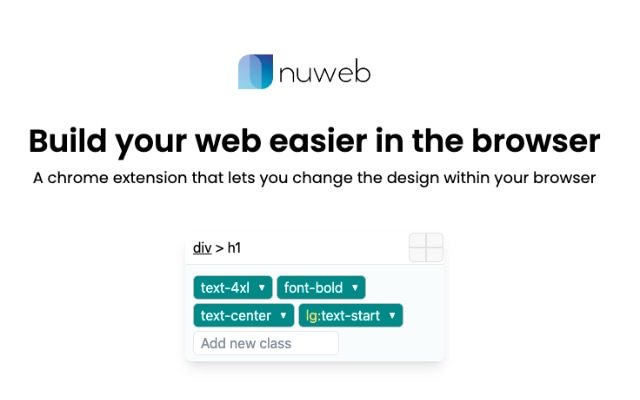 nuweb
Build your web easier in the browser
A chrome extension that lets you change the design within your browser
div > h1
text-4xl ▼ font-bold ▼
text-center ▼ lg:text-start ▼
Add new class